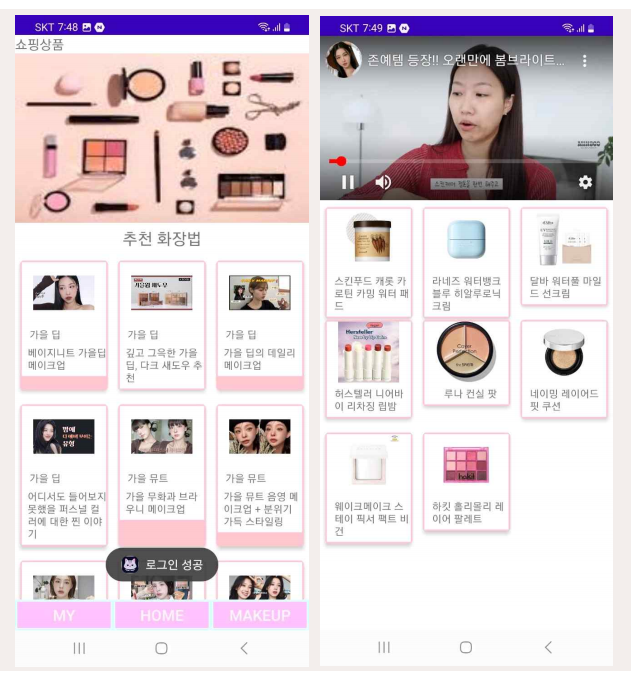 SKT 7:48
쇼핑상품
추천 화장법
가을 딥
베이지니트 가을딥
메이크업
가을 딥
깊고 그윽한 가을
딥, 다크 섀도우 추
천
가을 딥
가을 딥의 데일리
메이크업
가을 딥
어디서도 들어보지
못했을 퍼스널 컬
러에 대한 찐 이야
기
가을 뮤트
가을 무화과 브라
우니 메이크업
가을 뮤트
가을 뮤트 음영 메
이크업 + 분위기
가득 스타일링
로그인 성공
MY
HOME
MAKEUP
SKT 7:49
존예템 등장!! 오랜만에 봄브라이트...
스킨푸드 캐롯 카
로틴 카밍 워터 패
드
라네즈 워터뱅크
블루 히알루로닉
크림
달바 워터풀 마일
드 선크림
허스텔러 니어바
이 리차징 립밤
루나 컨실 팟
네이밍 레이어드
핏 쿠션
웨이크메이크 스
테이 픽서 팩트 비
건
하킷 홀리몰리 레
이어 팔레트